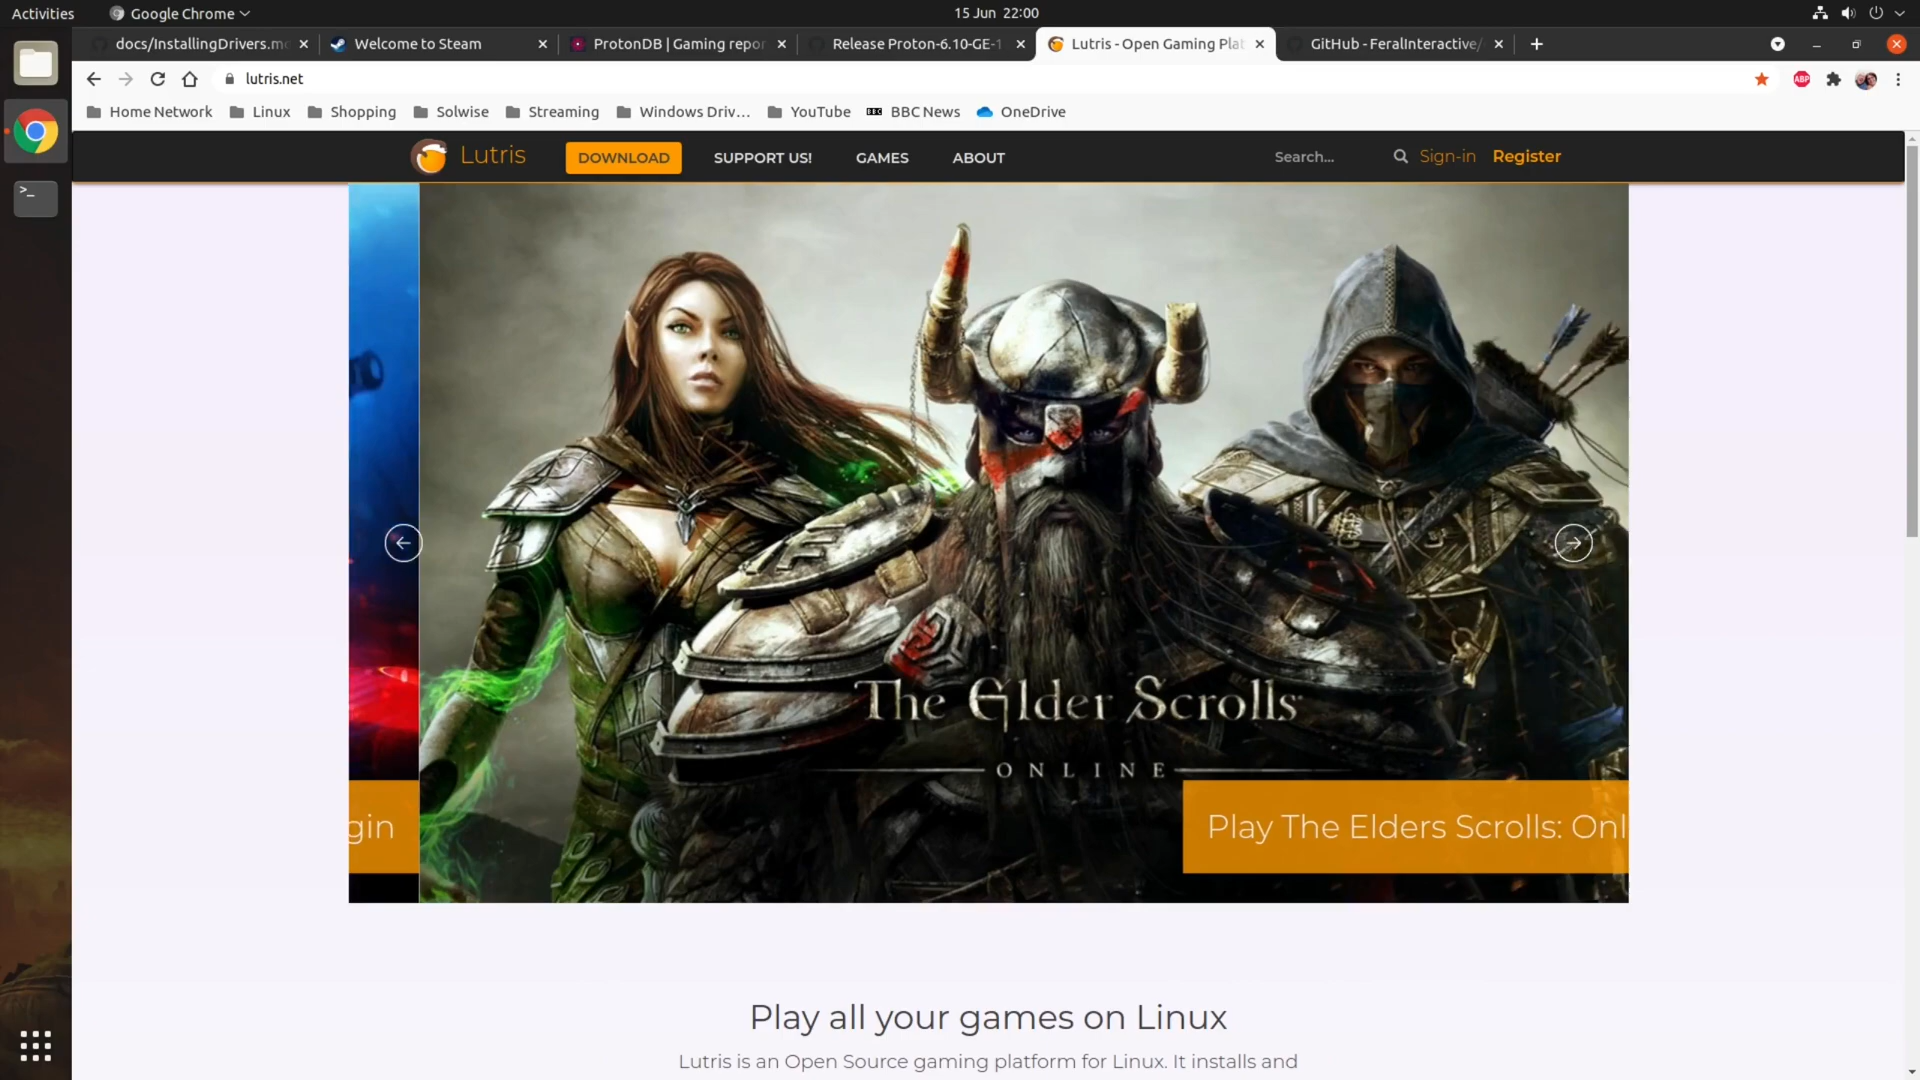 Activities
Google Chrome
15 Jun 22:00
docs/InstallingDrivers.m
Welcome to Steam
ProtonDB | Gaming repor
Release Proton-6.10-GE-1
Lutris - Open Gaming Plat
GitHub - FeralInteractive/
lutris.net
ABP
Home Network
Linux
Shopping
Solwise
Streaming
Windows Driv...
YouTube
BBC BBC News
OneDrive
Lutris
DOWNLOAD
SUPPORT US!
GAMES
ABOUT
Search...
Sign-in
Register
>_
The Elder Scrolls
ONLINE
gin
Play The Elders Scrolls: Onl
Play all your games on Linux
Lutris is an Open Source gaming platform for Linux. It installs and